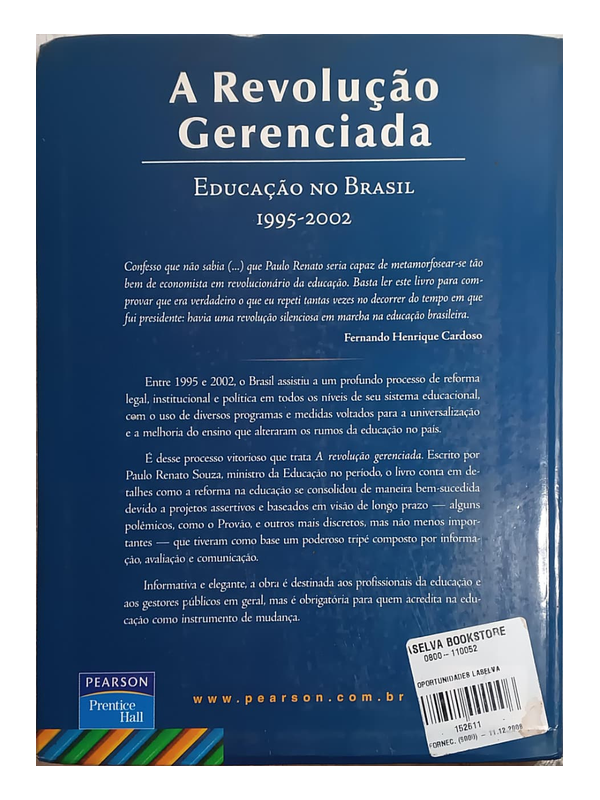 A Revolução
Gerenciada
Educação no Brasil
1995-2002
Confesso que não sabia (...) que Paulo Renato seria capaz de metamorfosear-se tão
bem de economista em revolucionário da educação. Basta ler este livro para com-
provar que era verdadeiro o que eu repeti tantas vezes no decorrer do tempo em que
fui presidente: havia uma revolução silenciosa em marcha na educação brasileira.
Fernando Henrique Cardoso
Entre 1995 e 2002, o Brasil assistiu a um profundo processo de reforma
legal, institucional e política em todos os níveis de seu sistema educacional,
com o uso de diversos programas e medidas voltados para a universalização
e a melhoria do ensino que alteraram os rumos da educação no país.
É desse processo vitorioso que trata A revolução gerenciada. Escrito por
Paulo Renato Souza, ministro da Educação no período, o livro conta em de-
talhes como a reforma na educação se consolidou de maneira bem-sucedida
devido a projetos assertivos e baseados em visão de longo prazo — alguns
polêmicos, como o Provão, e outros mais discretos, mas não menos impor-
tantes — que tiveram como base um poderoso tripé composto por informa-
ção, avaliação e comunicação.
Informativa e elegante, a obra é destinada aos profissionais da educação e
aos gestores públicos em geral, mas é obrigatória para quem acredita na edu-
cação como instrumento de mudança.
PEARSON
Prentice
Hall
www.pearson.com.br
ASELVA BOOKSTORE
0800-- 110052
OPORTUNIDADES LASELVA
152611
FORNEC. (9000) -- 11.12.2009